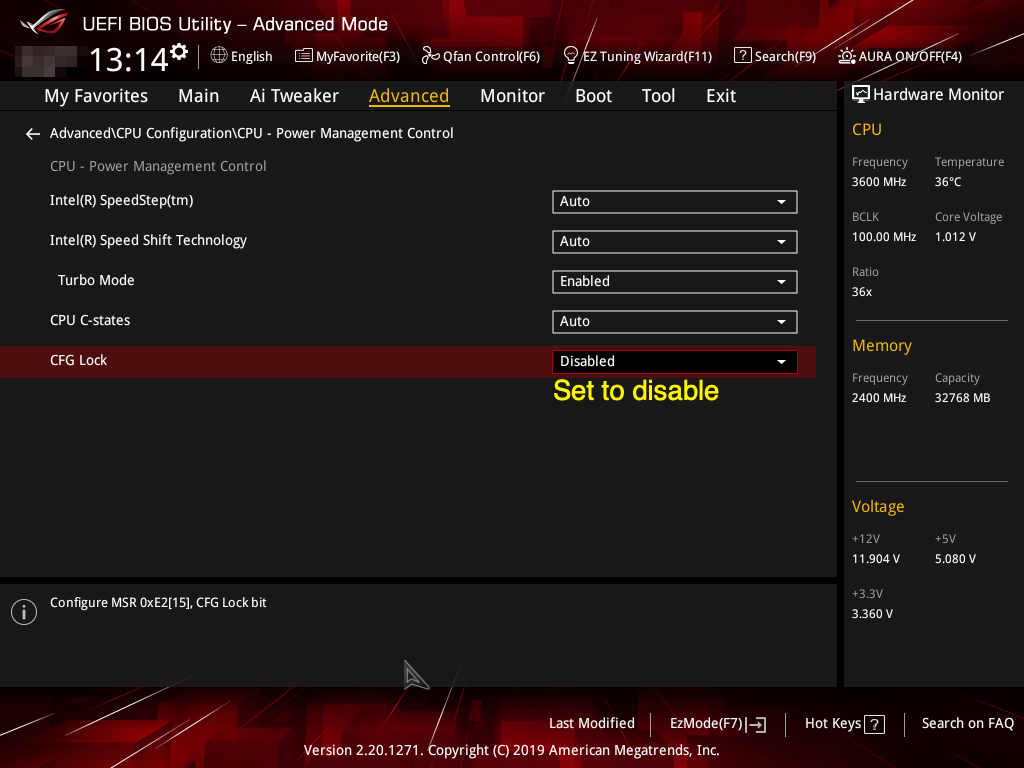 UEFI BIOS Utility – Advanced Mode
13:14 English MyFavorite(F3) Qfan Control(F6) EZ Tuning Wizard(F11) ? Search(F9) AURA ON/OFF(F4)
My Favorites Main Ai Tweaker Advanced Monitor Boot Tool Exit
Advanced\CPU Configuration\CPU - Power Management Control
CPU - Power Management Control
Intel(R) SpeedStep(tm) Auto
Intel(R) Speed Shift Technology Auto
Turbo Mode Enabled
CPU C-states Auto
CFG Lock Disabled
Set to disable
Configure MSR 0xE2[15], CFG Lock bit
Hardware Monitor
CPU
Frequency Temperature
3600 MHz 36°C
BCLK Core Voltage
100.00 MHz 1.012 V
Ratio
36x
Memory
Frequency Capacity
2400 MHz 32768 MB
Voltage
+12V +5V
11.904 V 5.080 V
+3.3V
3.360 V
Last Modified EzMode(F7) Hot Keys ? Search on FAQ
Version 2.20.1271. Copyright (C) 2019 American Megatrends, Inc.